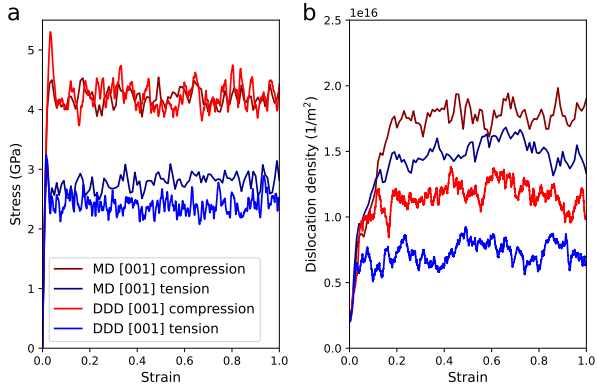 a
Stress (GPa)
5
4
3
2
1
0
MD [001] compression
MD [001] tension
DDD [001] compression
DDD [001] tension
0.0 0.2 0.4 0.6 0.8 1.0
Strain
b
1e16
Dislocation density (1/m²)
2.5
2.0
1.5
1.0
0.5
0.0
0.0 0.2 0.4 0.6 0.8 1.0
Strain